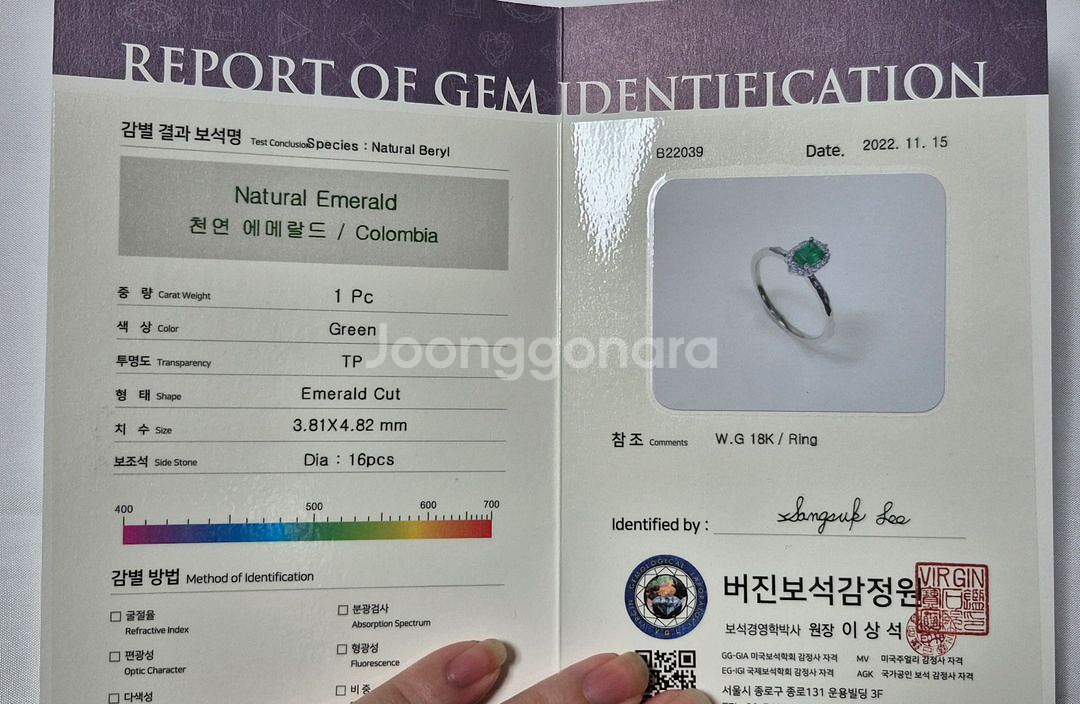 REPORT OF GEM IDENTIFICATION
감별 결과 보석명 Test Conclusion Species : Natural Beryl
Natural Emerald
천연 에메랄드 / Colombia
중 량 Carat Weight 1 Pc
색 상 Color Green
투명도 Transparency TP
형 태 Shape Emerald Cut
치 수 Size 3.81X4.82 mm
보조석 Side Stone Dia : 16pcs
400 500 600 700
감별 방법 Method of Identification
굴절율 분광검사
Refractive Index Absorption Spectrum
편광성 형광성
Optic Character Fluorescence
다색성 비중
B22039 Date. 2022. 11. 15
참 조 Comments W.G 18K / Ring
Identified by : Sangsuk Lee
버진보석감정원
VIRGIN
보석경영학박사 원장 이 상 석
GG-GIA 미국보석학회 감정사 자격 MV 미국주얼리 감정사 자격
EG-IGI 국제보석학회 감정사 자격 AGK 국가공인 보석 감정사 자격
서울시 종로구 종로131 운용빌딩 3F
Joonggonara